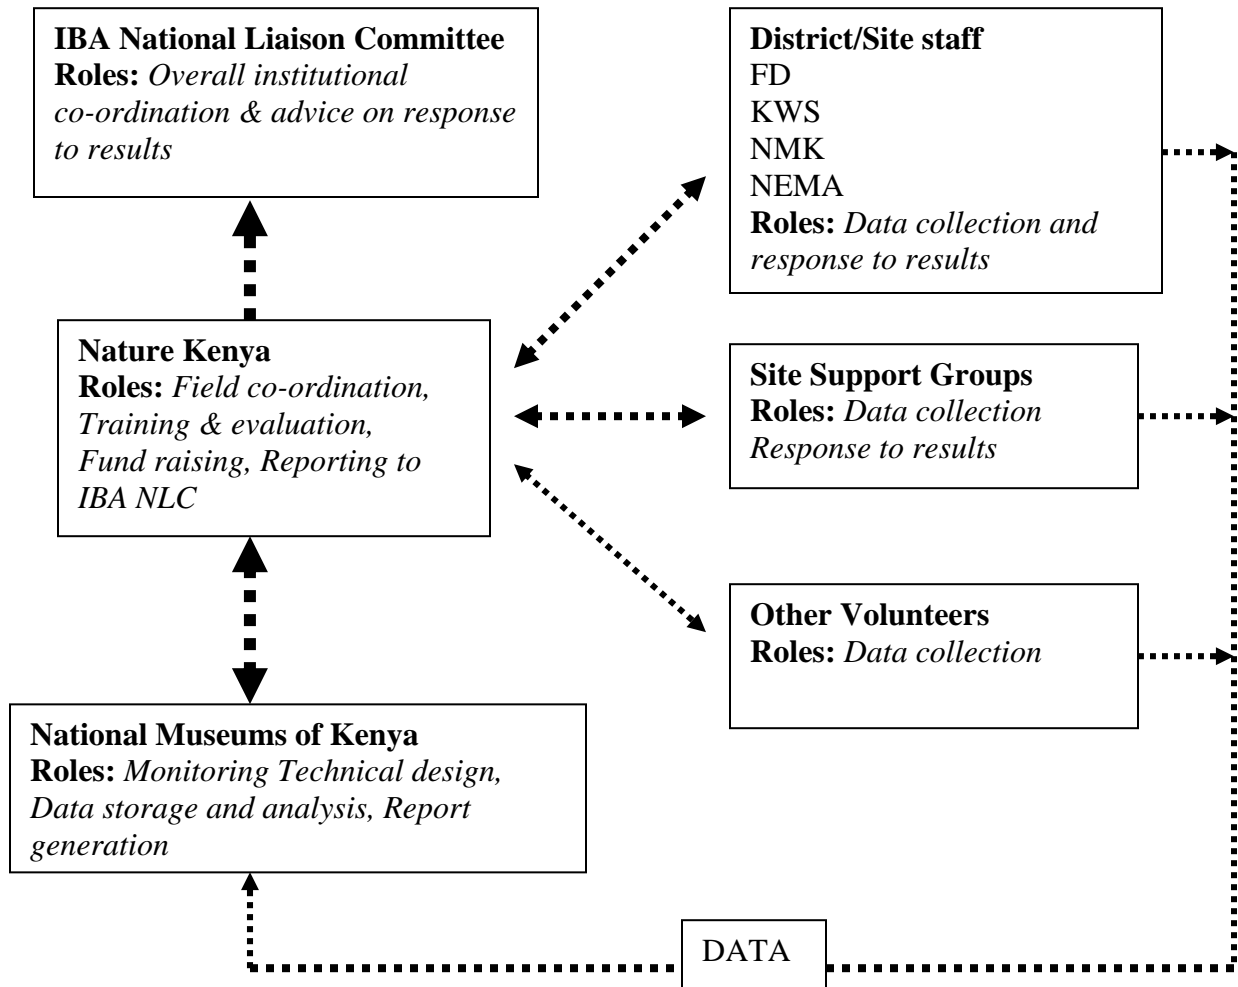 IBA National Liaison Committee
Roles: Overall institutional
co-ordination & advice on response
to results
District/Site staff
FD
KWS
NMK
NEMA
Roles: Data collection and
response to results
Nature Kenya
Roles: Field co-ordination,
Training & evaluation,
Fund raising, Reporting to
IBA NLC
Site Support Groups
Roles: Data collection
Response to results
Other Volunteers
Roles: Data collection
National Museums of Kenya
Roles: Monitoring Technical design,
Data storage and analysis, Report
generation
DATA